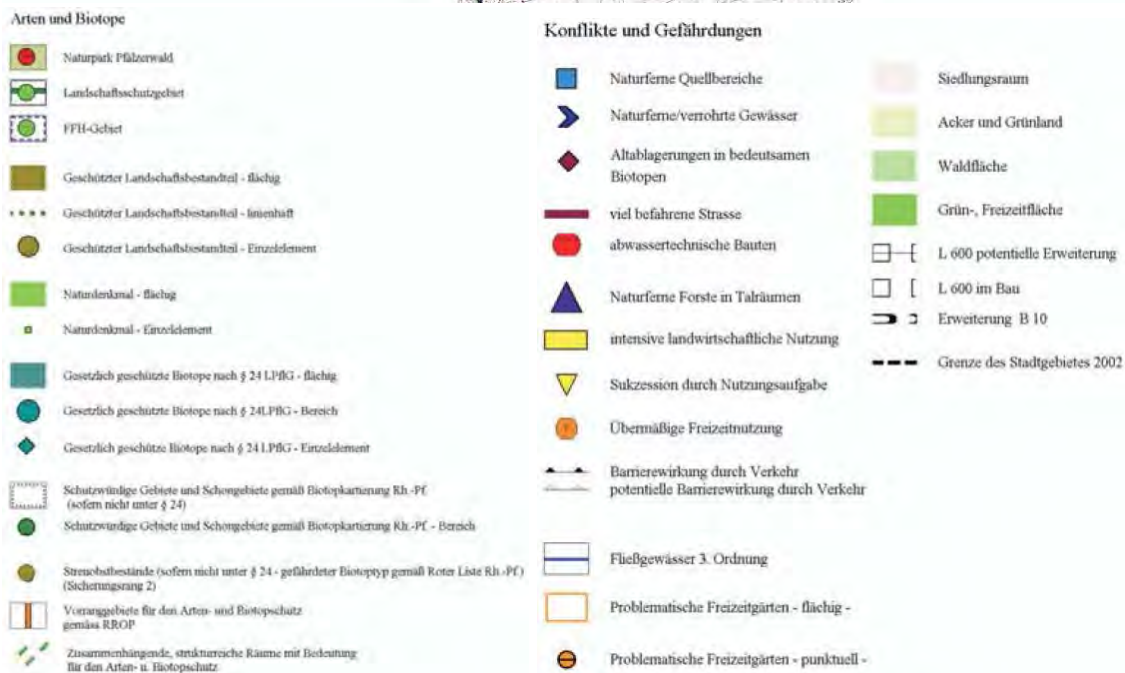 Arten und Biotope
Naturpark Pfälzerwald
Landschaftsschutzgebiet
FFH-Gebiet
Geschützter Landschaftsbestandteil - flächig
Geschützter Landschaftsbestandteil - linienhaft
Geschützter Landschaftsbestandteil - Einzelelement
Naturdenkmal - flächig
Naturdenkmal - Einzelelement
Gesetzlich geschützte Biotope nach § 24 LPflG - flächig
Gesetzlich geschützte Biotope nach § 24LPflG - Bereich
Gesetzlich geschütze Biotope nach § 24 LPflG - Einzelelement
Schutzwürdige Gebiete und Schongebiete gemäß Biotopkartierung Rh.-Pf.
(sofern nicht unter § 24)
Schutzwürdige Gebiete und Schongebiete gemäß Biotopkartierung Rh.-Pf. - Bereich
Streuobstbestände (sofern nicht unter § 24 - gefährdeter Biotoptyp gemäß Roter Liste Rh.-Pf.)
(Sicherungsrang 2)
Vorranggebiete für den Arten- und Biotopschutz
gemäss RROP
Zusammenhängende, strukturreiche Räume mit Bedeutung
für den Arten- u. Biotopschutz
Konflikte und Gefährdungen
Naturferne Quellbereiche
Naturferne/verrohrte Gewässer
Altablagerungen in bedeutsamen
Biotopen
viel befahrene Strasse
abwassertechnische Bauten
Naturferne Forste in Talräumen
intensive landwirtschaftliche Nutzung
Sukzession durch Nutzungsaufgabe
Übermäßige Freizeitnutzung
Barrierewirkung durch Verkehr
potentielle Barrierewirkung durch Verkehr
Fließgewässer 3. Ordnung
Problematische Freizeitgärten - flächig -
Problematische Freizeitgärten - punktuell -
Siedlungsraum
Acker und Grünland
Waldfläche
Grün-, Freizeitfläche
L 600 potentielle Erweiterung
L 600 im Bau
Erweiterung B 10
Grenze des Stadtgebietes 2002